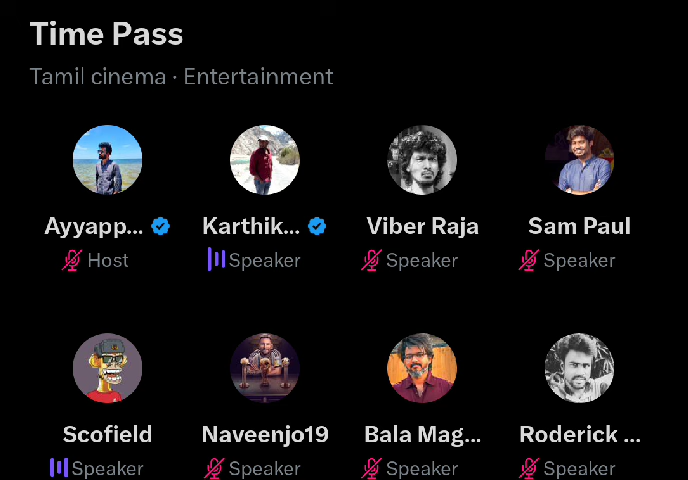 Time Pass
Tamil cinema · Entertainment
Ayyapp... Karthik... Viber Raja Sam Paul
Host Speaker Speaker Speaker
Scofield Naveenjo19 Bala Mag... Roderick ...
Speaker Speaker Speaker Speaker